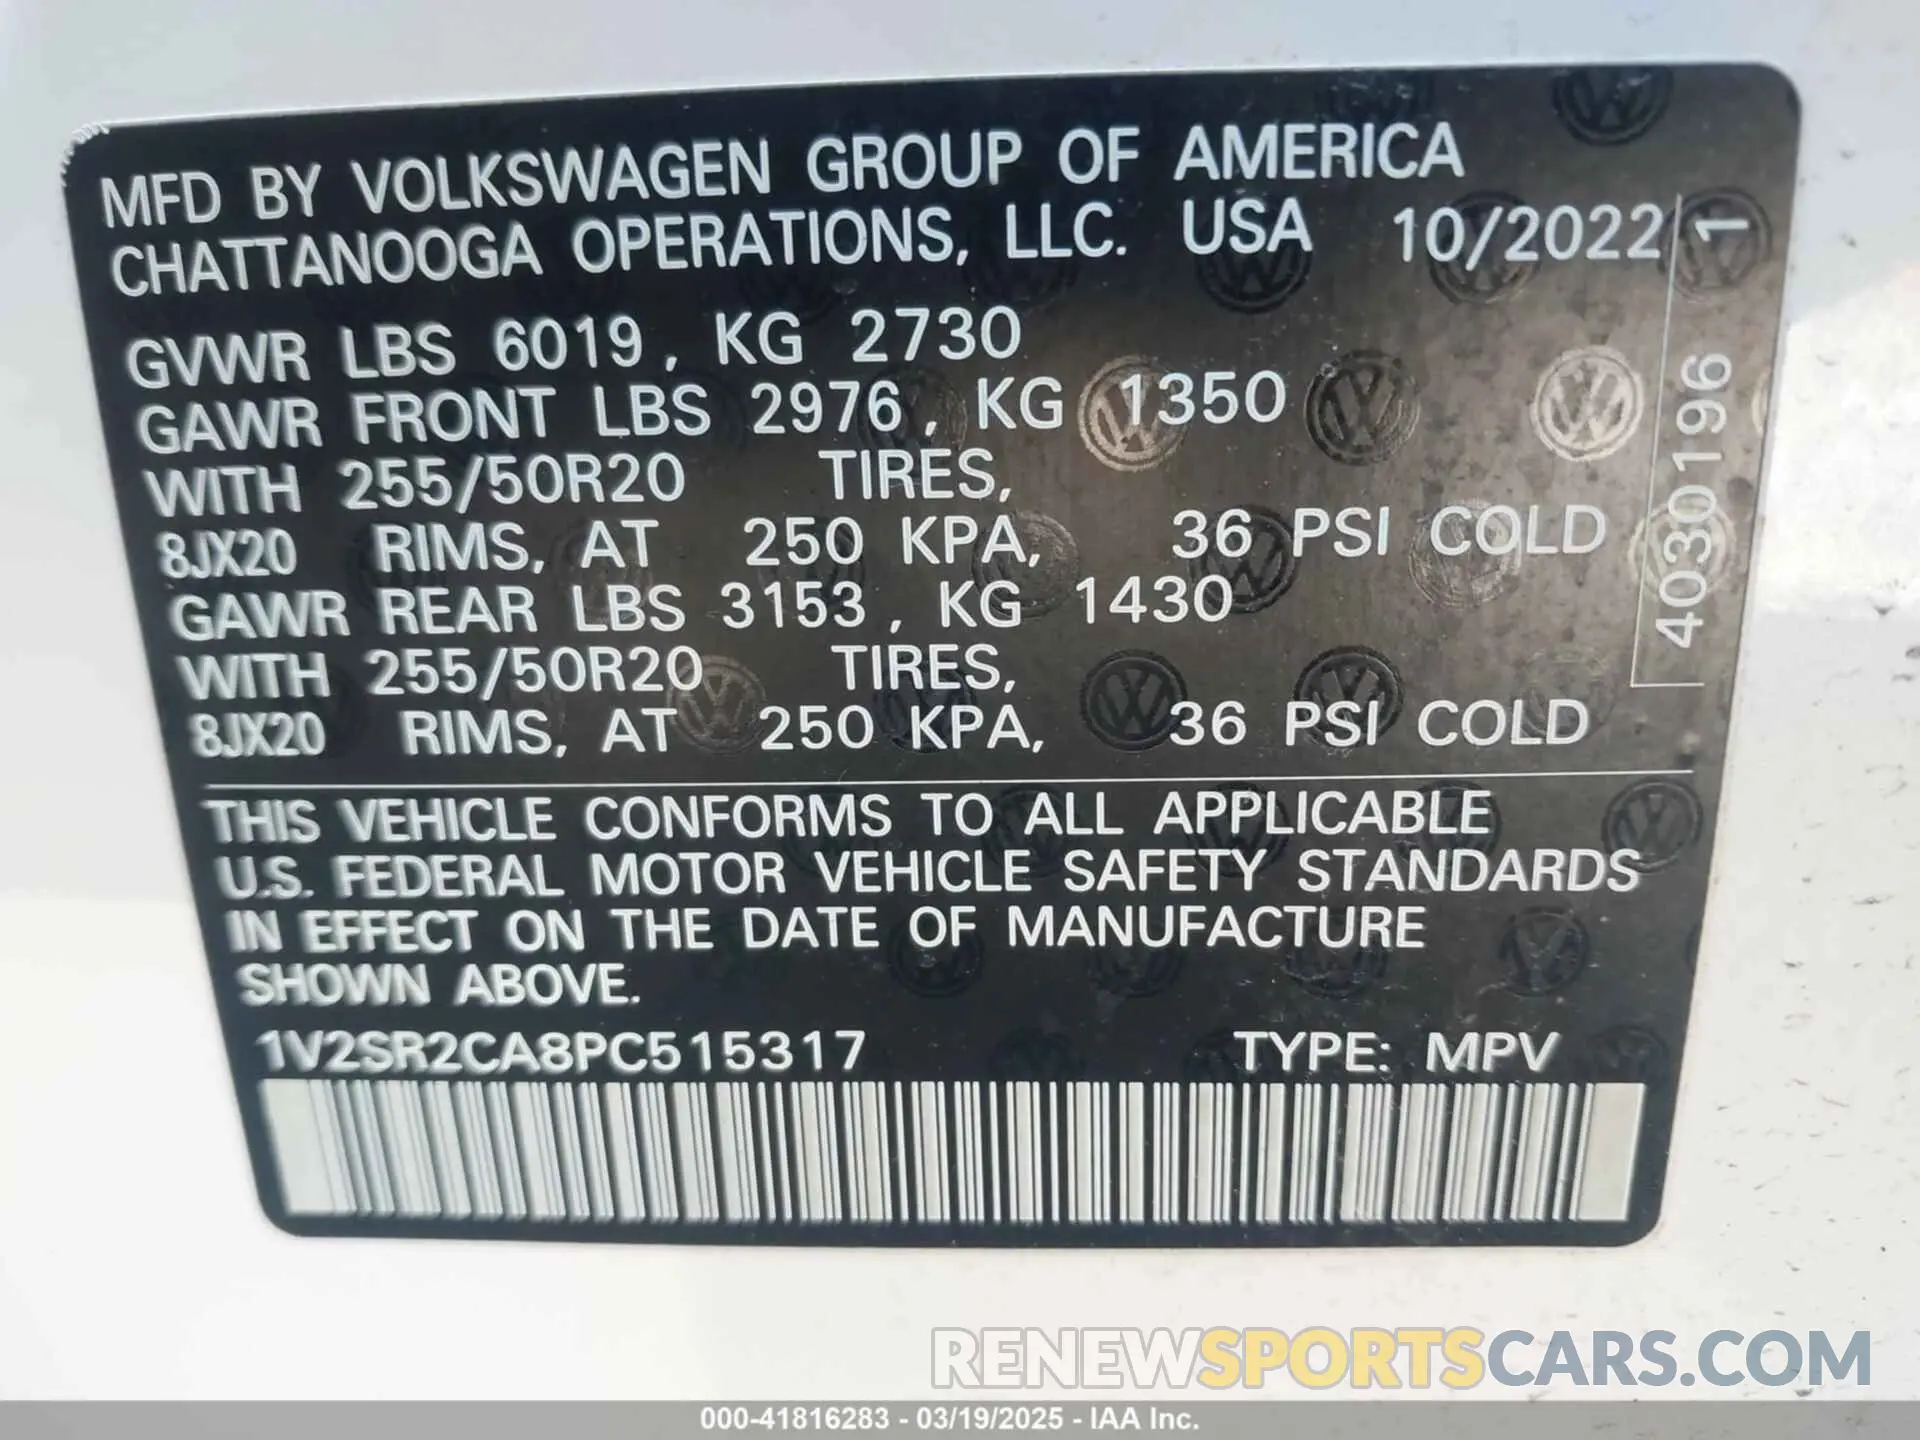 MFD BY VOLKSWAGEN GROUP OF AMERICA
CHATTANOOGA OPERATIONS, LLC. USA 10/2022
GVWR LBS 6019, KG 2730
GAWR FRONT LBS 2976, KG 1350
WITH 255/50R20 TIRES,
8JX20 RIMS, AT 250 KPA, 36 PSI COLD
GAWR REAR LBS 3153, KG 1430
WITH 255/50R20 TIRES,
8JX20 RIMS, AT 250 KPA, 36 PSI COLD
4030196 1
THIS VEHICLE CONFORMS TO ALL APPLICABLE
U.S. FEDERAL MOTOR VEHICLE SAFETY STANDARDS
IN EFFECT ON THE DATE OF MANUFACTURE
SHOWN ABOVE.
1V2SR2CA8PC515317 TYPE: MPV
RENEWSPORTSCARS.COM
000-41816283 - 03/19/2025 - IAA Inc.